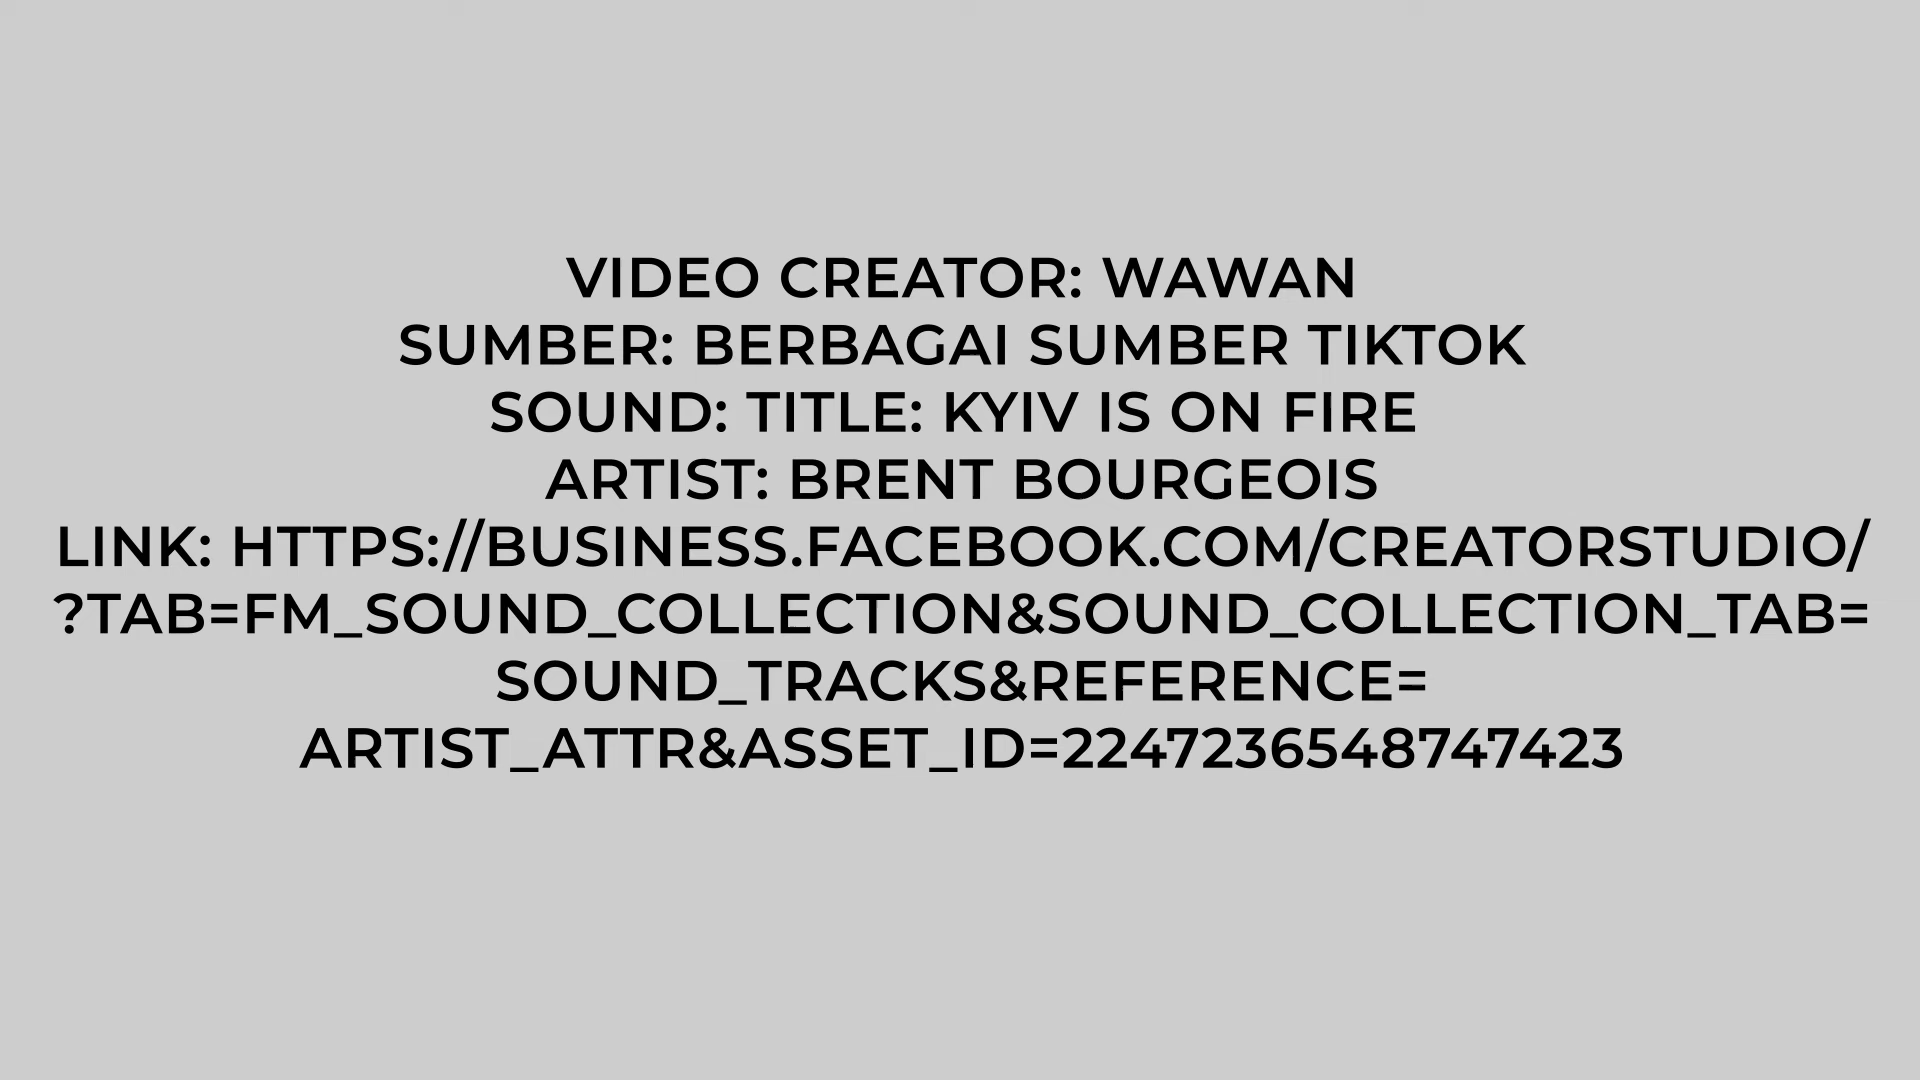 VIDEO CREATOR: WAWAN
SUMBER: BERBAGAI SUMBER TIKTOK
SOUND: TITLE: KYIV IS ON FIRE
ARTIST: BRENT BOURGEOIS
LINK: HTTPS://BUSINESS.FACEBOOK.COM/CREATORSTUDIO/
?TAB=FM_SOUND_COLLECTION&SOUND_COLLECTION_TAB=
SOUND_TRACKS&REFERENCE=
ARTIST_ATTR&ASSET_ID=2247236548747423